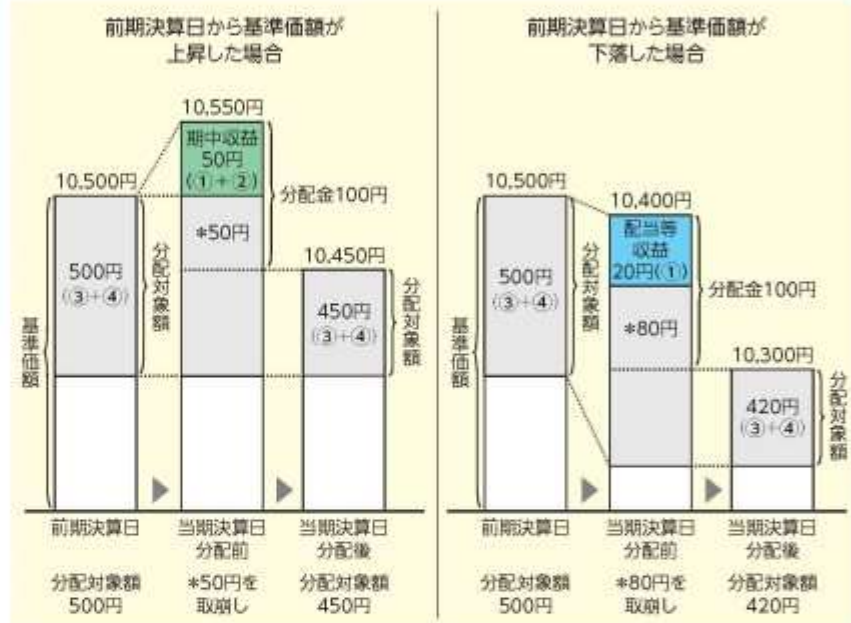 前期決算日から基準価額が
上昇した場合
10,550円
期中収益
50円
(①+②)
10,500円
分配金100円
*50円
10,450円
500円
(③+④)
分配対象額
450円
(③+④)
分配対象額
基準価額
前期決算日
当期決算日
分配前
当期決算日
分配後
分配対象額
500円
*50円を
取崩し
分配対象額
450円
前期決算日から基準価額が
下落した場合
10,500円
10,400円
配当等
収益
20円(①)
500円
(③+④)
分配対象額
分配金100円
*80円
10,300円
基準価額
420円
(③+④)
分配対象額
前期決算日
当期決算日
分配前
当期決算日
分配後
分配対象額
500円
*80円を
取崩し
分配対象額
420円